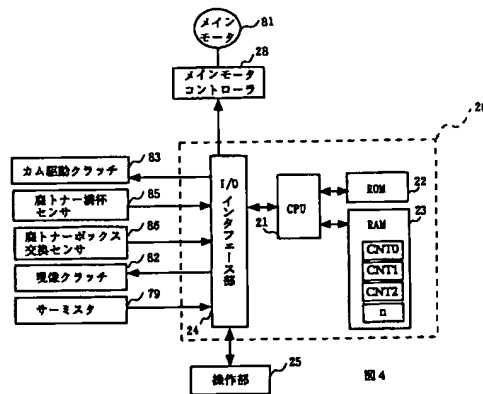 メイン
モータ
81
28
メインモータ
コントローラ
20
83
カム駆動クラッチ
85
廃トナー満杯
センサ
86
廃トナーボックス
交換センサ
82
現像クラッチ
79
サーミスタ
I/Oインタフェース部
24
CPU
21
ROM
22
23
RAM
CNT0
CNT1
CNT2
n
操作部
25
図4